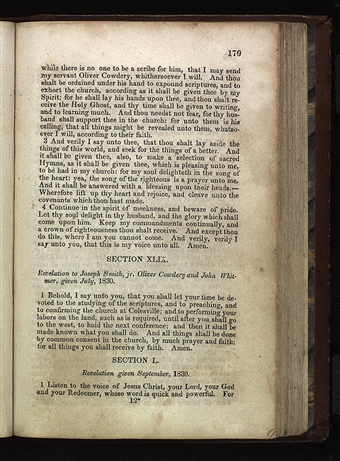 179
while there is no one to be a scribe for him, that I may send
my servant Oliver Cowdery, whithersoever I will. And thou
shalt be ordained under his hand to expound scriptures, and to
exhort the church, according as it shall be given thee by my
Spirit: for he shall lay his hands upon thee, and thou shalt re-
ceive the Holy Ghost, and thy time shall be given to writing,
and to learning much. And thou needst not fear, for thy hus-
band shall support thee in the church: for unto them is his
calling, that all things might be revealed unto them, whatso-
ever I will, according to their faith.
3 And verily I say unto thee, that thou shalt lay aside the
things of this world, and seek for the things of a better. And
it shall be given thee, also, to make a selection of sacred
Hymns, as it shall be given thee, which is pleasing unto me,
to be had in my church: for my soul delighteth in the song of
the heart: yea, the song of the righteous is a prayer unto me,
And it shall be answered with a blessing upon their heads.—
Wherefore lift up thy heart and rejoice, and cleave unto the
covenants which thou hast made.
4 Continue in the spirit of meekness, and beware of pride.
Let thy soul delight in thy husband, and the glory which shall
come upon him. Keep my commandments continually, and
a crown of righteousness thou shalt receive. And except thou
do this, where I am you cannot come. And verily, verily I
say unto you, that this is my voice unto all. Amen.
SECTION XLIX.
Revelation to Joseph Smith, jr. Oliver Cowdery and John Whit-
mer, given July, 1830.
1 Behold, I say unto you, that you shall let your time be de-
voted to the studying of the scriptures, and to preaching, and
to confirming the church at Colesville; and to performing your
labors on the land, such as is required, until after you shall go
to the west, to hold the next conference; and then it shall be
made known what you shall do. And all things shall be done
by common consent in the church, by much prayer and faith;
for all things you shall receive by faith. Amen.
SECTION L.
Revelation given September, 1830.
1 Listen to the voice of Jesus Christ, your Lord, your God
and your Redeemer, whose word is quick and powerful. For
12*